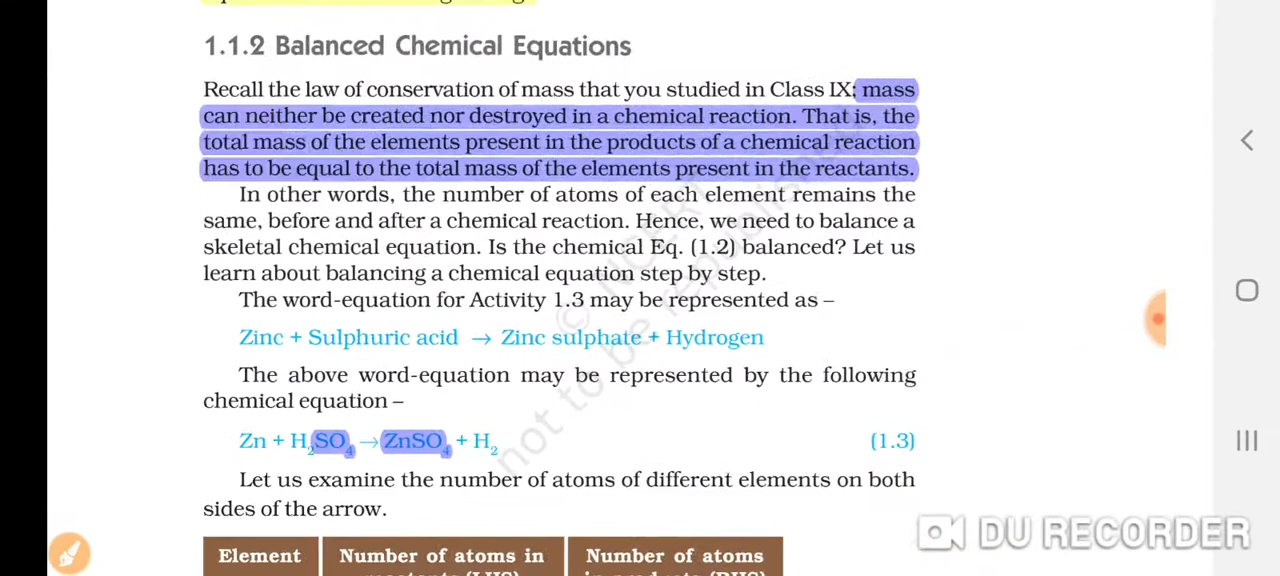 1.1.2 Balanced Chemical Equations
Recall the law of conservation of mass that you studied in Class IX; mass
can neither be created nor destroyed in a chemical reaction. That is, the
total mass of the elements present in the products of a chemical reaction
has to be equal to the total mass of the elements present in the reactants.
In other words, the number of atoms of each element remains the
same, before and after a chemical reaction. Hence, we need to balance a
skeletal chemical equation. Is the chemical Eq. (1.2) balanced? Let us
learn about balancing a chemical equation step by step.
The word-equation for Activity 1.3 may be represented as –
Zinc + Sulphuric acid → Zinc sulphate + Hydrogen
The above word-equation may be represented by the following
chemical equation –
Zn + H₂SO₄ → ZnSO₄ + H₂ (1.3)
Let us examine the number of atoms of different elements on both
sides of the arrow.
Element Number of atoms in Number of atoms
© NCERT
not to be republished
DU RECORDER